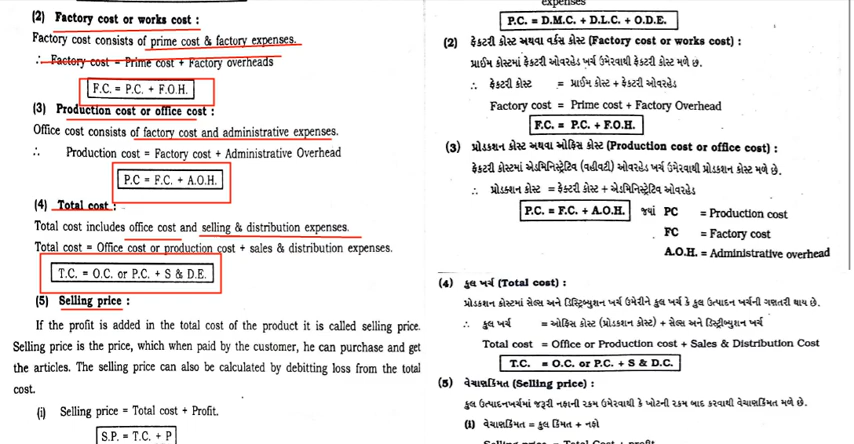 (2) Factory cost or works cost :
Factory cost consists of prime cost & factory expenses.
∴ Factory cost = Prime cost + Factory overheads
F.C. = P.C. + F.O.H.
(3) Production cost or office cost :
Office cost consists of factory cost and administrative expenses.
∴ Production cost = Factory cost + Administrative Overhead
P.C = F.C. + A.O.H.
(4) Total cost :
Total cost includes office cost and selling & distribution expenses.
Total cost = Office cost or production cost + sales & distribution expenses.
T.C. = O.C. or P.C. + S & D.E.
(5) Selling price :
If the profit is added in the total cost of the product it is called selling price.
Selling price is the price, which when paid by the customer, he can purchase and get
the articles. The selling price can also be calculated by debitting loss from the total
cost.
(i) Selling price = Total cost + Profit.
S.P. = T.C. + P
expenses
P.C. = D.M.C. + D.L.C. + O.D.E.
(2) ફેક્ટરી કોસ્ટ અથવા વર્કસ કોસ્ટ (Factory cost or works cost) :
પ્રાઈમ કોસ્ટમાં ફેક્ટરી ઓવરહેડ ખર્ચ ઉમેરવાથી ફેક્ટરી કોસ્ટ મળે છે.
∴ ફેક્ટરી કોસ્ટ = પ્રાઈમ કોસ્ટ + ફેક્ટરી ઓવરહેડ
Factory cost = Prime cost + Factory Overhead
F.C. = P.C. + F.O.H.
(3) પ્રોડકશન કોસ્ટ અથવા ઓફિસ કોસ્ટ (Production cost or office cost) :
ફેક્ટરી કોસ્ટમાં એડમિનિસ્ટ્રેટિવ (વહીવટી) ઓવરહેડ ખર્ચ ઉમેરવાથી પ્રોડકશન કોસ્ટ મળે છે.
∴ પ્રોડકશન કોસ્ટ = ફેક્ટરી કોસ્ટ + એડમિનિસ્ટ્રેટિવ ઓવરહેડ
P.C. = F.C. + A.O.H. જ્યાં PC = Production cost
FC = Factory cost
A.O.H. = Administrative overhead
(4) કુલ ખર્ચ (Total cost) :
પ્રોડકશન કોસ્ટમાં સેલ્સ અને ડિસ્ટ્રિબ્યુશન ખર્ચ ઉમેરીને કુલ ખર્ચ કે કુલ ઉત્પાદન ખર્ચની ગણતરી થાય છે.
∴ કુલ ખર્ચ = ઓફિસ કોસ્ટ (પ્રોડકશન કોસ્ટ) + સેલ્સ અને ડિસ્ટ્રીબ્યુશન ખર્ચ
Total cost = Office or Production cost + Sales & Distribution Cost
T.C. = O.C. or P.C. + S & D.C.
(5) વેચાણકિંમત (Selling price) :
કુલ ઉત્પાદનખર્ચમાં જરૂરી નફાની રકમ ઉમેરવાથી કે ખોટની રકમ બાદ કરવાથી વેચાણકિંમત મળે છે.
(i) વેચાણકિંમત = કુલ કિંમત + નફો
Selling price = Total Cost + profit